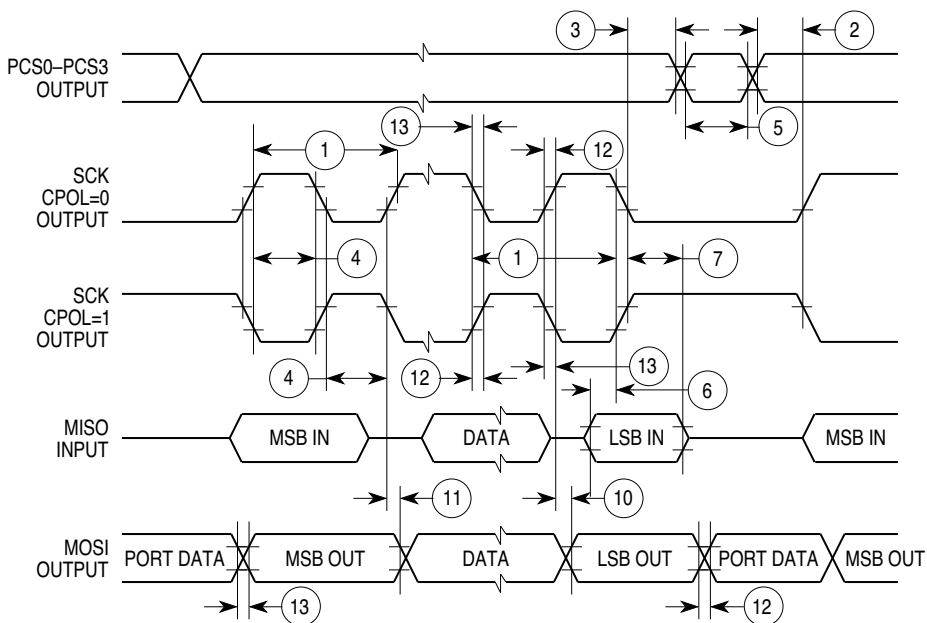 3
2
PCS0–PCS3
OUTPUT
5
13
12
1
SCK
CPOL=0
OUTPUT
4
1
7
SCK
CPOL=1
OUTPUT
4
12
13
6
MISO
INPUT
MSB IN
DATA
LSB IN
MSB IN
11
10
MOSI
OUTPUT
PORT DATA
MSB OUT
DATA
LSB OUT
PORT DATA
MSB OUT
13
12